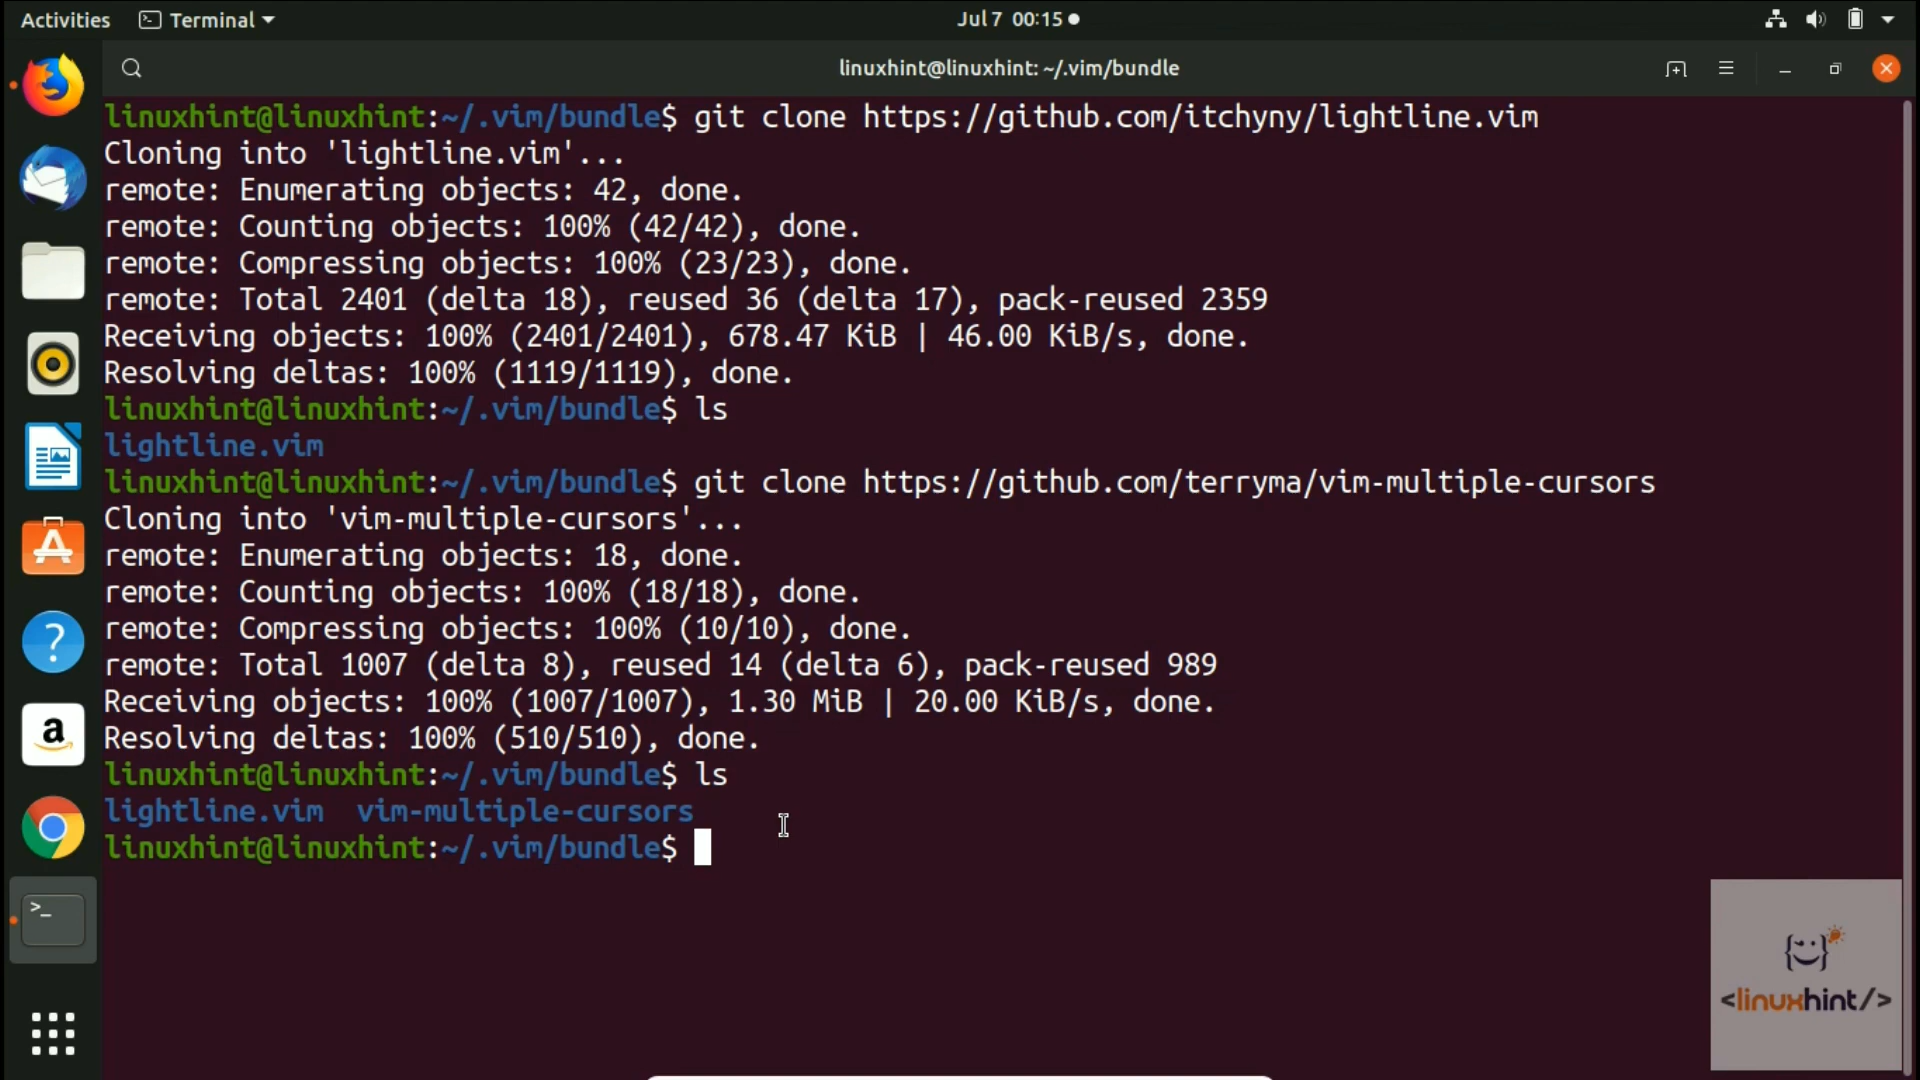 Activities Terminal Jul 7 00:15
linuxhint@linuxhint: ~/.vim/bundle
linuxhint@linuxhint:~/.vim/bundle$ git clone https://github.com/itchyny/lightline.vim
Cloning into 'lightline.vim'...
remote: Enumerating objects: 42, done.
remote: Counting objects: 100% (42/42), done.
remote: Compressing objects: 100% (23/23), done.
remote: Total 2401 (delta 18), reused 36 (delta 17), pack-reused 2359
Receiving objects: 100% (2401/2401), 678.47 KiB | 46.00 KiB/s, done.
Resolving deltas: 100% (1119/1119), done.
linuxhint@linuxhint:~/.vim/bundle$ ls
lightline.vim
linuxhint@linuxhint:~/.vim/bundle$ git clone https://github.com/terryma/vim-multiple-cursors
Cloning into 'vim-multiple-cursors'...
remote: Enumerating objects: 18, done.
remote: Counting objects: 100% (18/18), done.
remote: Compressing objects: 100% (10/10), done.
remote: Total 1007 (delta 8), reused 14 (delta 6), pack-reused 989
Receiving objects: 100% (1007/1007), 1.30 MiB | 20.00 KiB/s, done.
Resolving deltas: 100% (510/510), done.
linuxhint@linuxhint:~/.vim/bundle$ ls
lightline.vim vim-multiple-cursors
linuxhint@linuxhint:~/.vim/bundle$
<linuxhint/>